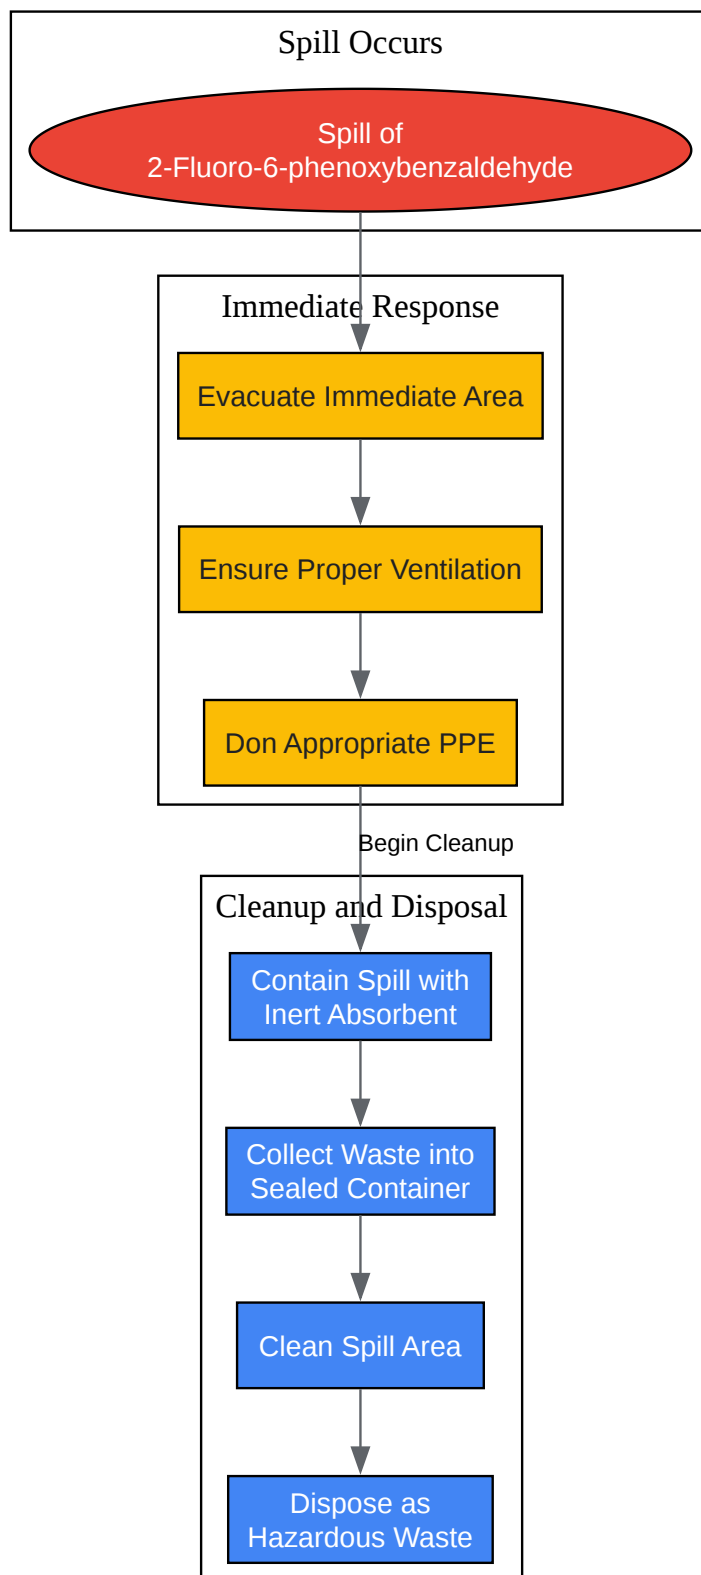 Spill Occurs
Spill of
2-Fluoro-6-phenoxybenzaldehyde
Immediate Response
Evacuate Immediate Area
Ensure Proper Ventilation
Don Appropriate PPE
Begin Cleanup
Cleanup and Disposal
Contain Spill with
Inert Absorbent
Collect Waste into
Sealed Container
Clean Spill Area
Dispose as
Hazardous Waste